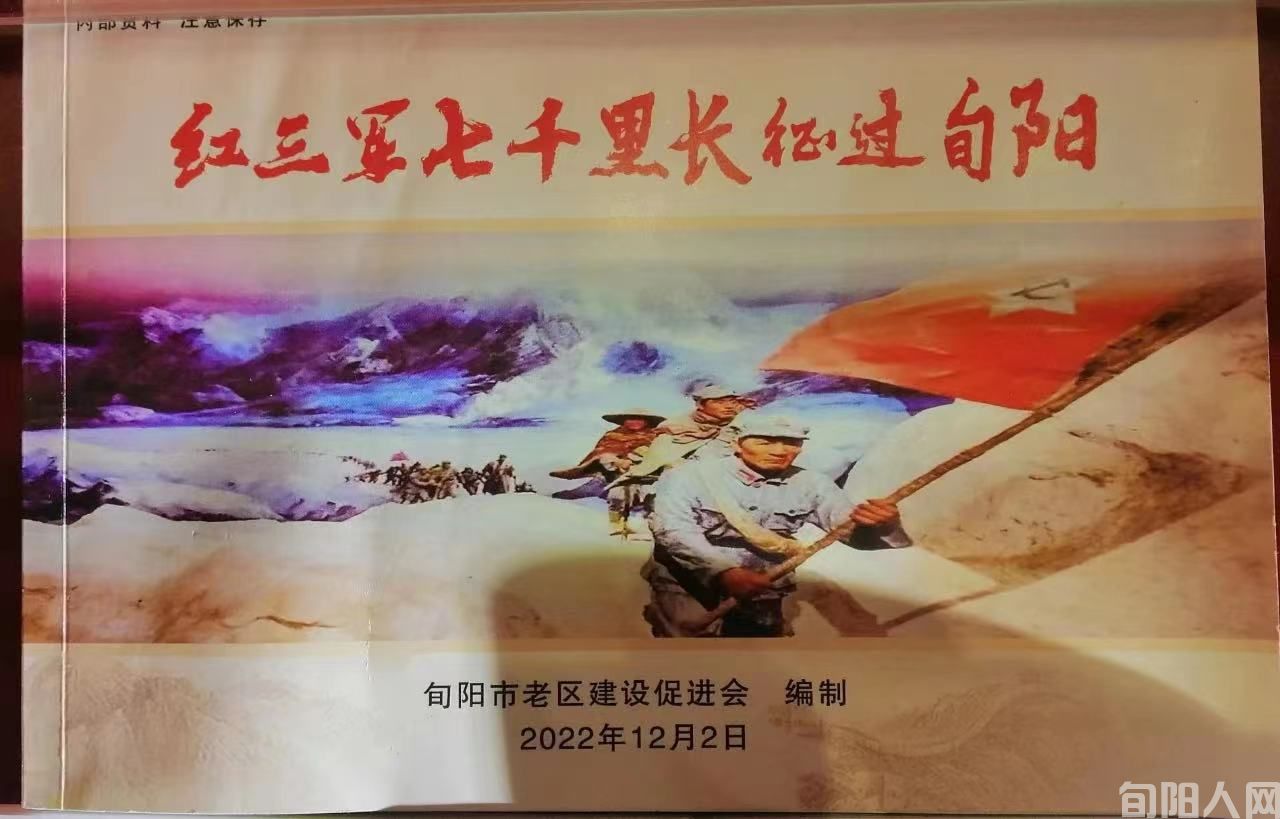 内部资料 注意保存
红三军七千里长征过旬阳
旬阳市老区建设促进会 编制
2022年12月2日
旬阳人网